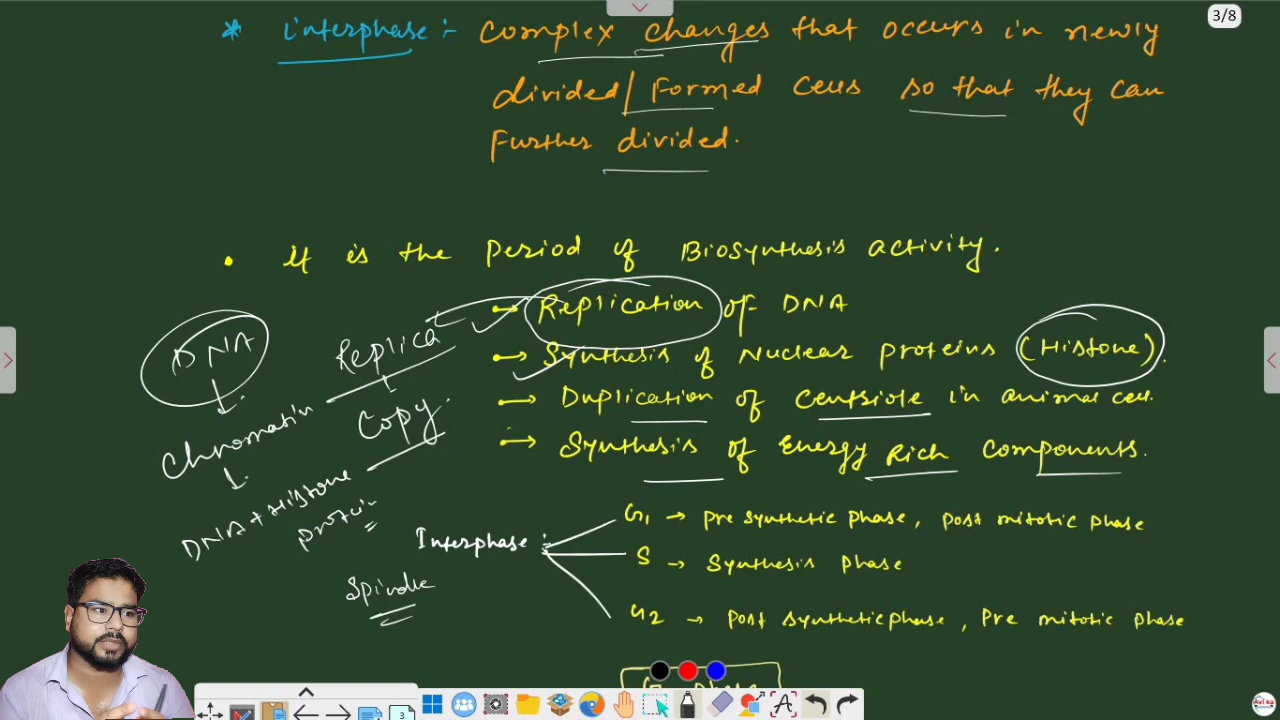 3/8
* Interphase :- Complex changes that occurs in newly
divided/Formed cells so that they can
Further divided.
• It is the Period of Biosynthesis activity.
→ Replication of DNA
→ Synthesis of Nuclear proteins (Histone).
→ Duplication of Centriole in animal cell.
→ Synthesis of Energy Rich Components.
DNA
↓
Chromatin
↓
DNA + Histone
protein
Replica
↓
Copy
Spindle
Interphase :-
G1 → Pre synthetic phase, post mitotic phase
S → Synthesis phase
G2 → Post synthetic phase, Pre mitotic phase
3